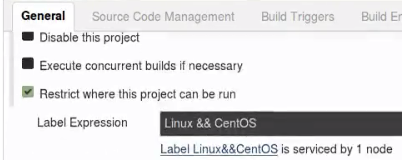 General Source Code Management Build Triggers Build En
Disable this project
Execute concurrent builds if necessary
Restrict where this project can be run
Label Expression Linux && CentOS
Label Linux&&CentOS is serviced by 1 node